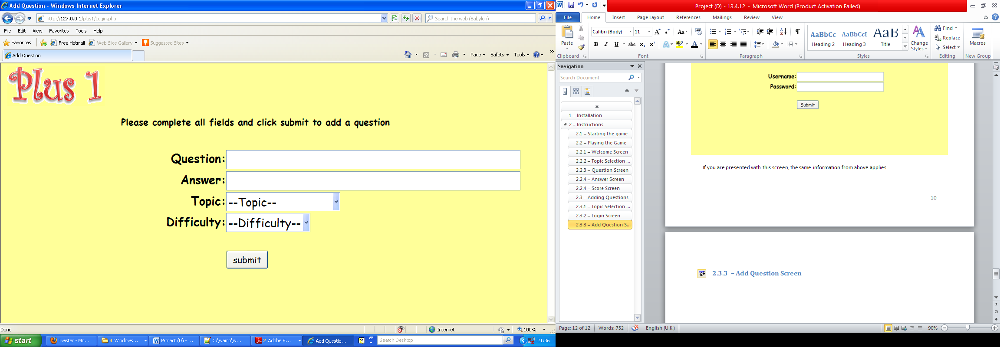 Add Question - Windows Internet Explorer
http://127.0.0.1/plus1/Login.php
Search the web (Babylon)
File Edit View Favorites Tools Help
Favorites Free Hotmail Web Slice Gallery Suggested Sites
Add Question
Page Safety Tools
Plus 1
Please complete all fields and click submit to add a question
Question:
Answer:
Topic: --Topic--
Difficulty: --Difficulty--
submit
Done Internet 100%
start Twister - Mo... 4 Windows... Project (D) - ... C:\wamp\w... 2 Adobe R... Add Questio... Search Desktop 21:36
Project (D) - 13.4.12 - Microsoft Word (Product Activation Failed)
File Home Insert Page Layout References Mailings Review View
Paste
Clipboard
Calibri (Body) 11
Font
Paragraph
AaBbCc AaBbCcI AaB
Heading 2 Heading 3 Title
Change Styles
Styles
Find
Replace
Select
Editing
Macros
New Group
Navigation
Search Document
1 – Installation
2 – Instructions
2.1 – Starting the game
2.2 – Playing the Game
2.2.1 – Welcome Screen
2.2.2 – Topic Selection ...
2.2.3 – Question Screen
2.2.4 – Answer Screen
2.2.4 – Score Screen
2.3 – Adding Questions
2.3.1 – Topic Selection ...
2.3.2 – Login Screen
2.3.3 – Add Question S...
Username:
Password:
Submit
If you are presented with this screen, the same information from above applies
10
2.3.3 – Add Question Screen
Page: 12 of 12 Words: 752 English (U.K.) 90%